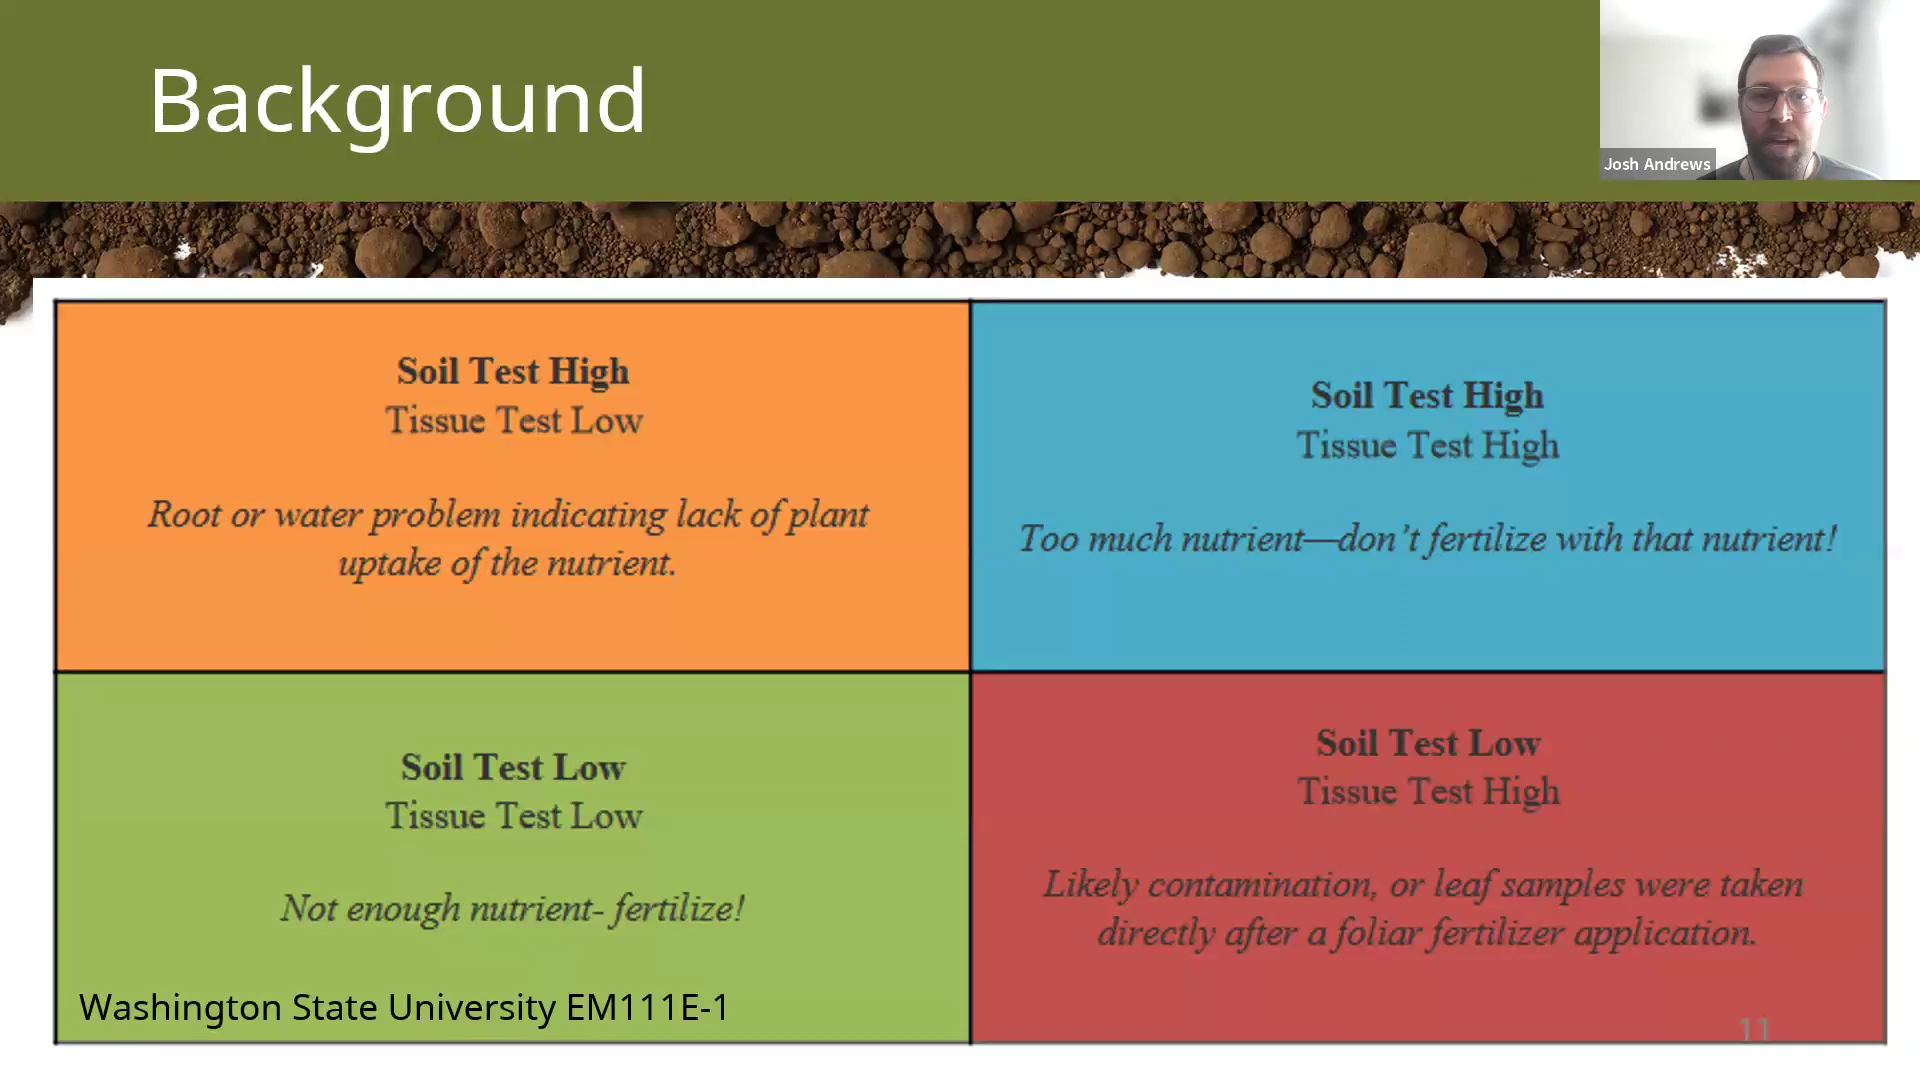 Background
Josh Andrews
Soil Test High
Tissue Test Low
Root or water problem indicating lack of plant
uptake of the nutrient.
Soil Test High
Tissue Test High
Too much nutrient—don’t fertilize with that nutrient!
Soil Test Low
Tissue Test Low
Not enough nutrient- fertilize!
Washington State University EM111E-1
Soil Test Low
Tissue Test High
Likely contamination, or leaf samples were taken
directly after a foliar fertilizer application.
11